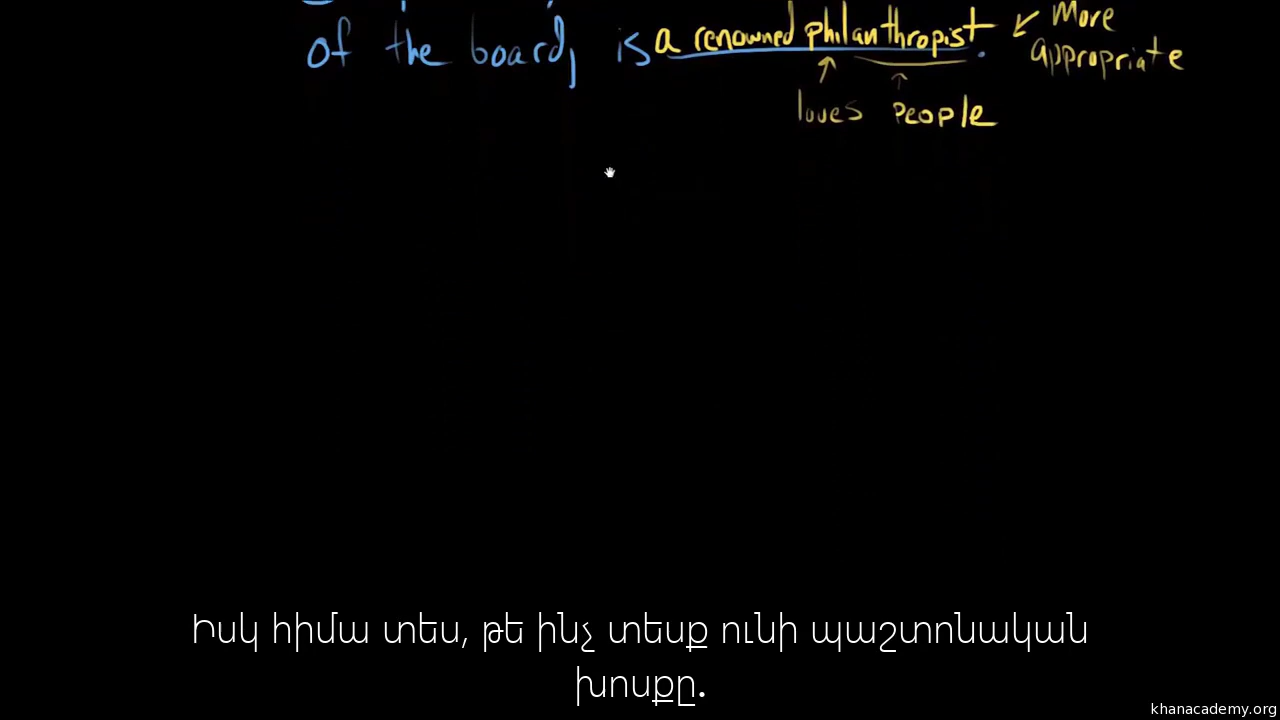 of the board, is a renowned philanthropist.
More
appropriate
loves people
Իսկ հիմա տես, թե ինչ տեսք ունի պաշտոնական
խոսքը.
khanacademy.org